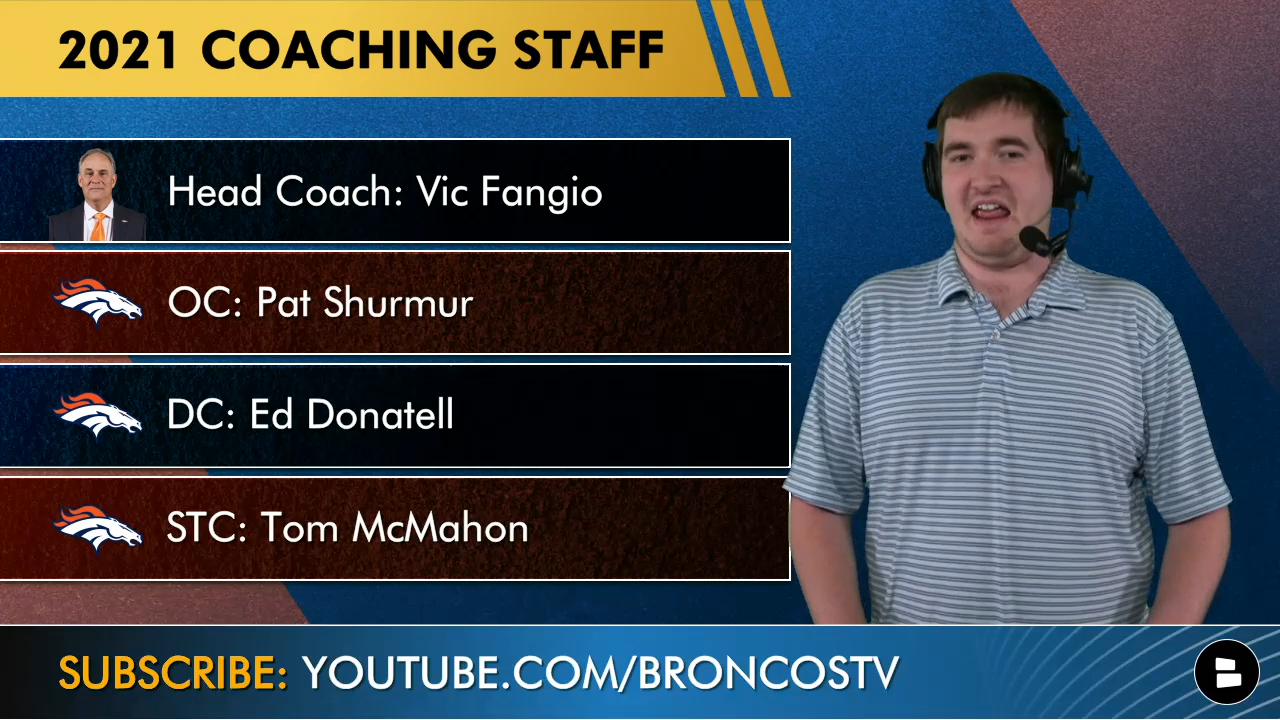 2021 COACHING STAFF
Head Coach: Vic Fangio
OC: Pat Shurmur
DC: Ed Donatell
STC: Tom McMahon
SUBSCRIBE: YOUTUBE.COM/BRONCOSTV